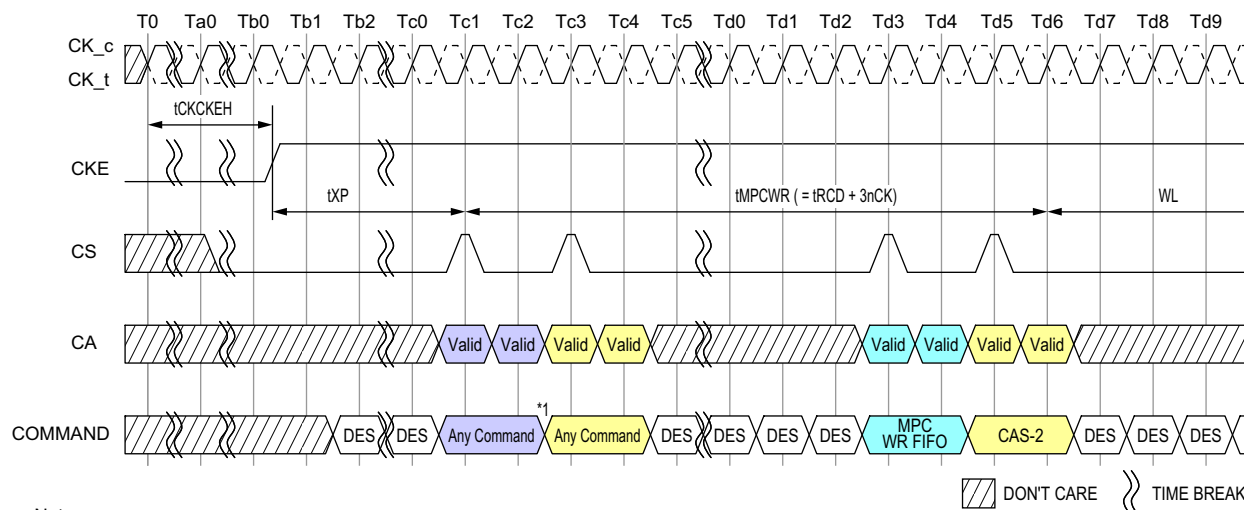 T0 Ta0 Tb0 Tb1 Tb2 Tc0 Tc1 Tc2 Tc3 Tc4 Tc5 Td0 Td1 Td2 Td3 Td4 Td5 Td6 Td7 Td8 Td9
CK_c
CK_t
tCKCKEH
CKE
tXP tMPCWR ( = tRCD + 3nCK) WL
CS
CA Valid Valid Valid Valid Valid Valid Valid Valid
*1
COMMAND DES DES Any Command Any Command DES DES DES DES MPC WR FIFO CAS-2 DES DES DES
DON'T CARE TIME BREAK